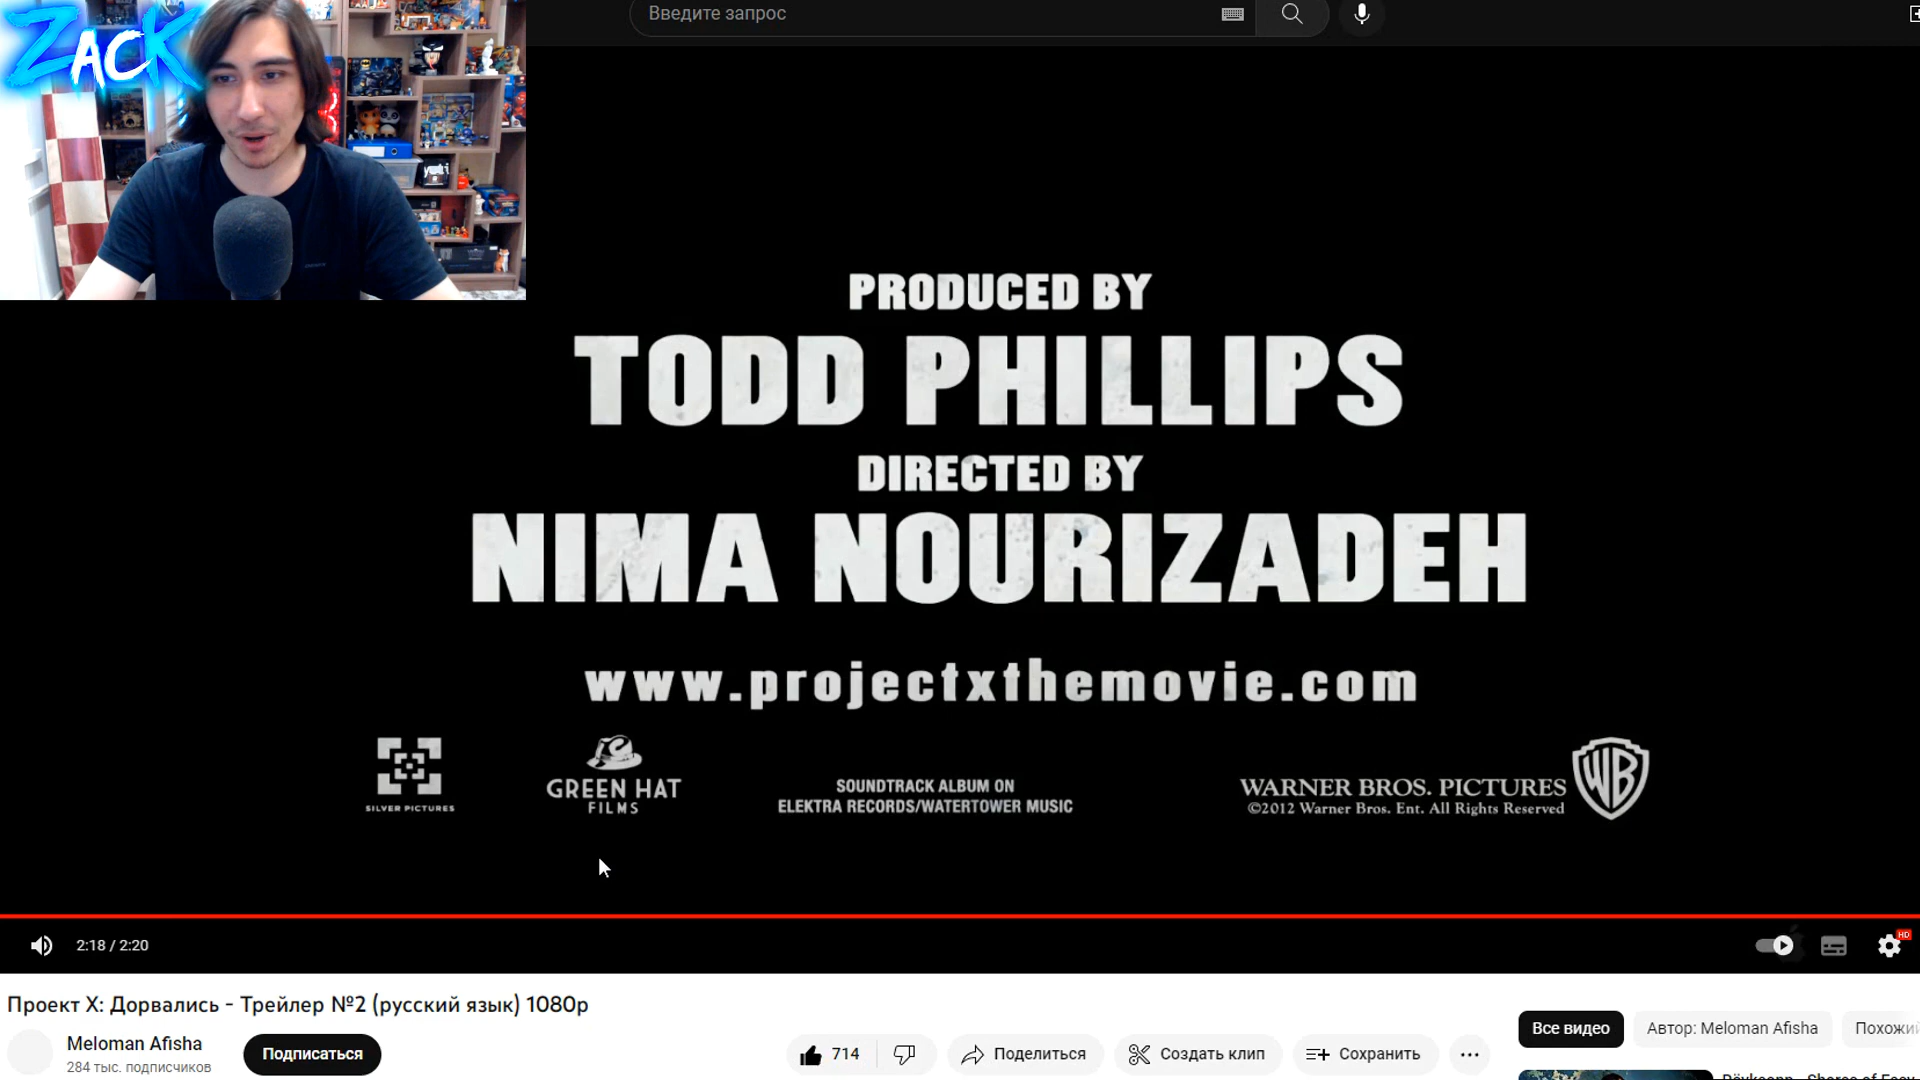 ZACK
Введите запрос
PRODUCED BY
TODD PHILLIPS
DIRECTED BY
NIMA NOURIZADEH
www.projectxthemovie.com
SILVER PICTURES
GREEN HAT
FILMS
SOUNDTRACK ALBUM ON
ELEKTRA RECORDS/WATERTOWER MUSIC
WARNER BROS. PICTURES
©2012 Warner Bros. Ent. All Rights Reserved
WB
2:18 / 2:20
HD
Проект X: Дорвались - Трейлер №2 (русский язык) 1080p
Meloman Afisha
284 тыс. подписчиков
Подписаться
714
Поделиться
Создать клип
Сохранить
Все видео
Автор: Meloman Afisha